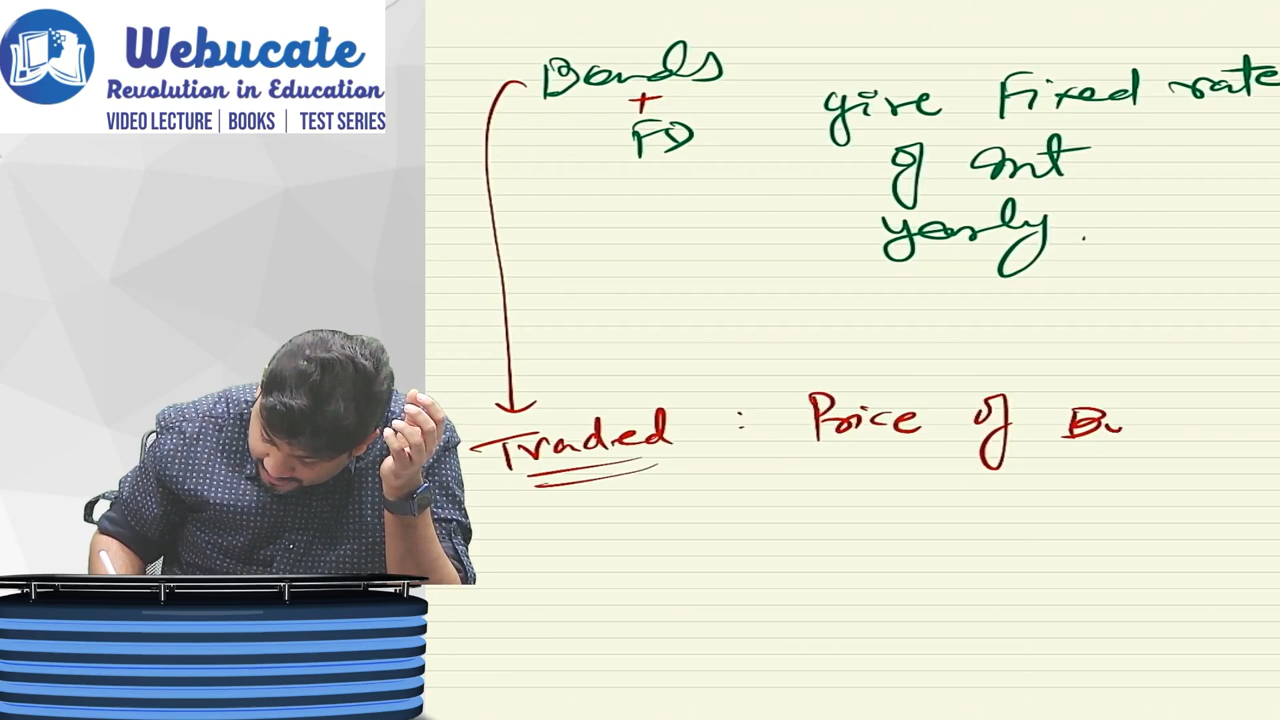 Webucate
Revolution in Education
VIDEO LECTURE | BOOKS | TEST SERIES
Bonds
+
FD
give Fixed rate
of Int
yearly.
Traded : Price of Bo